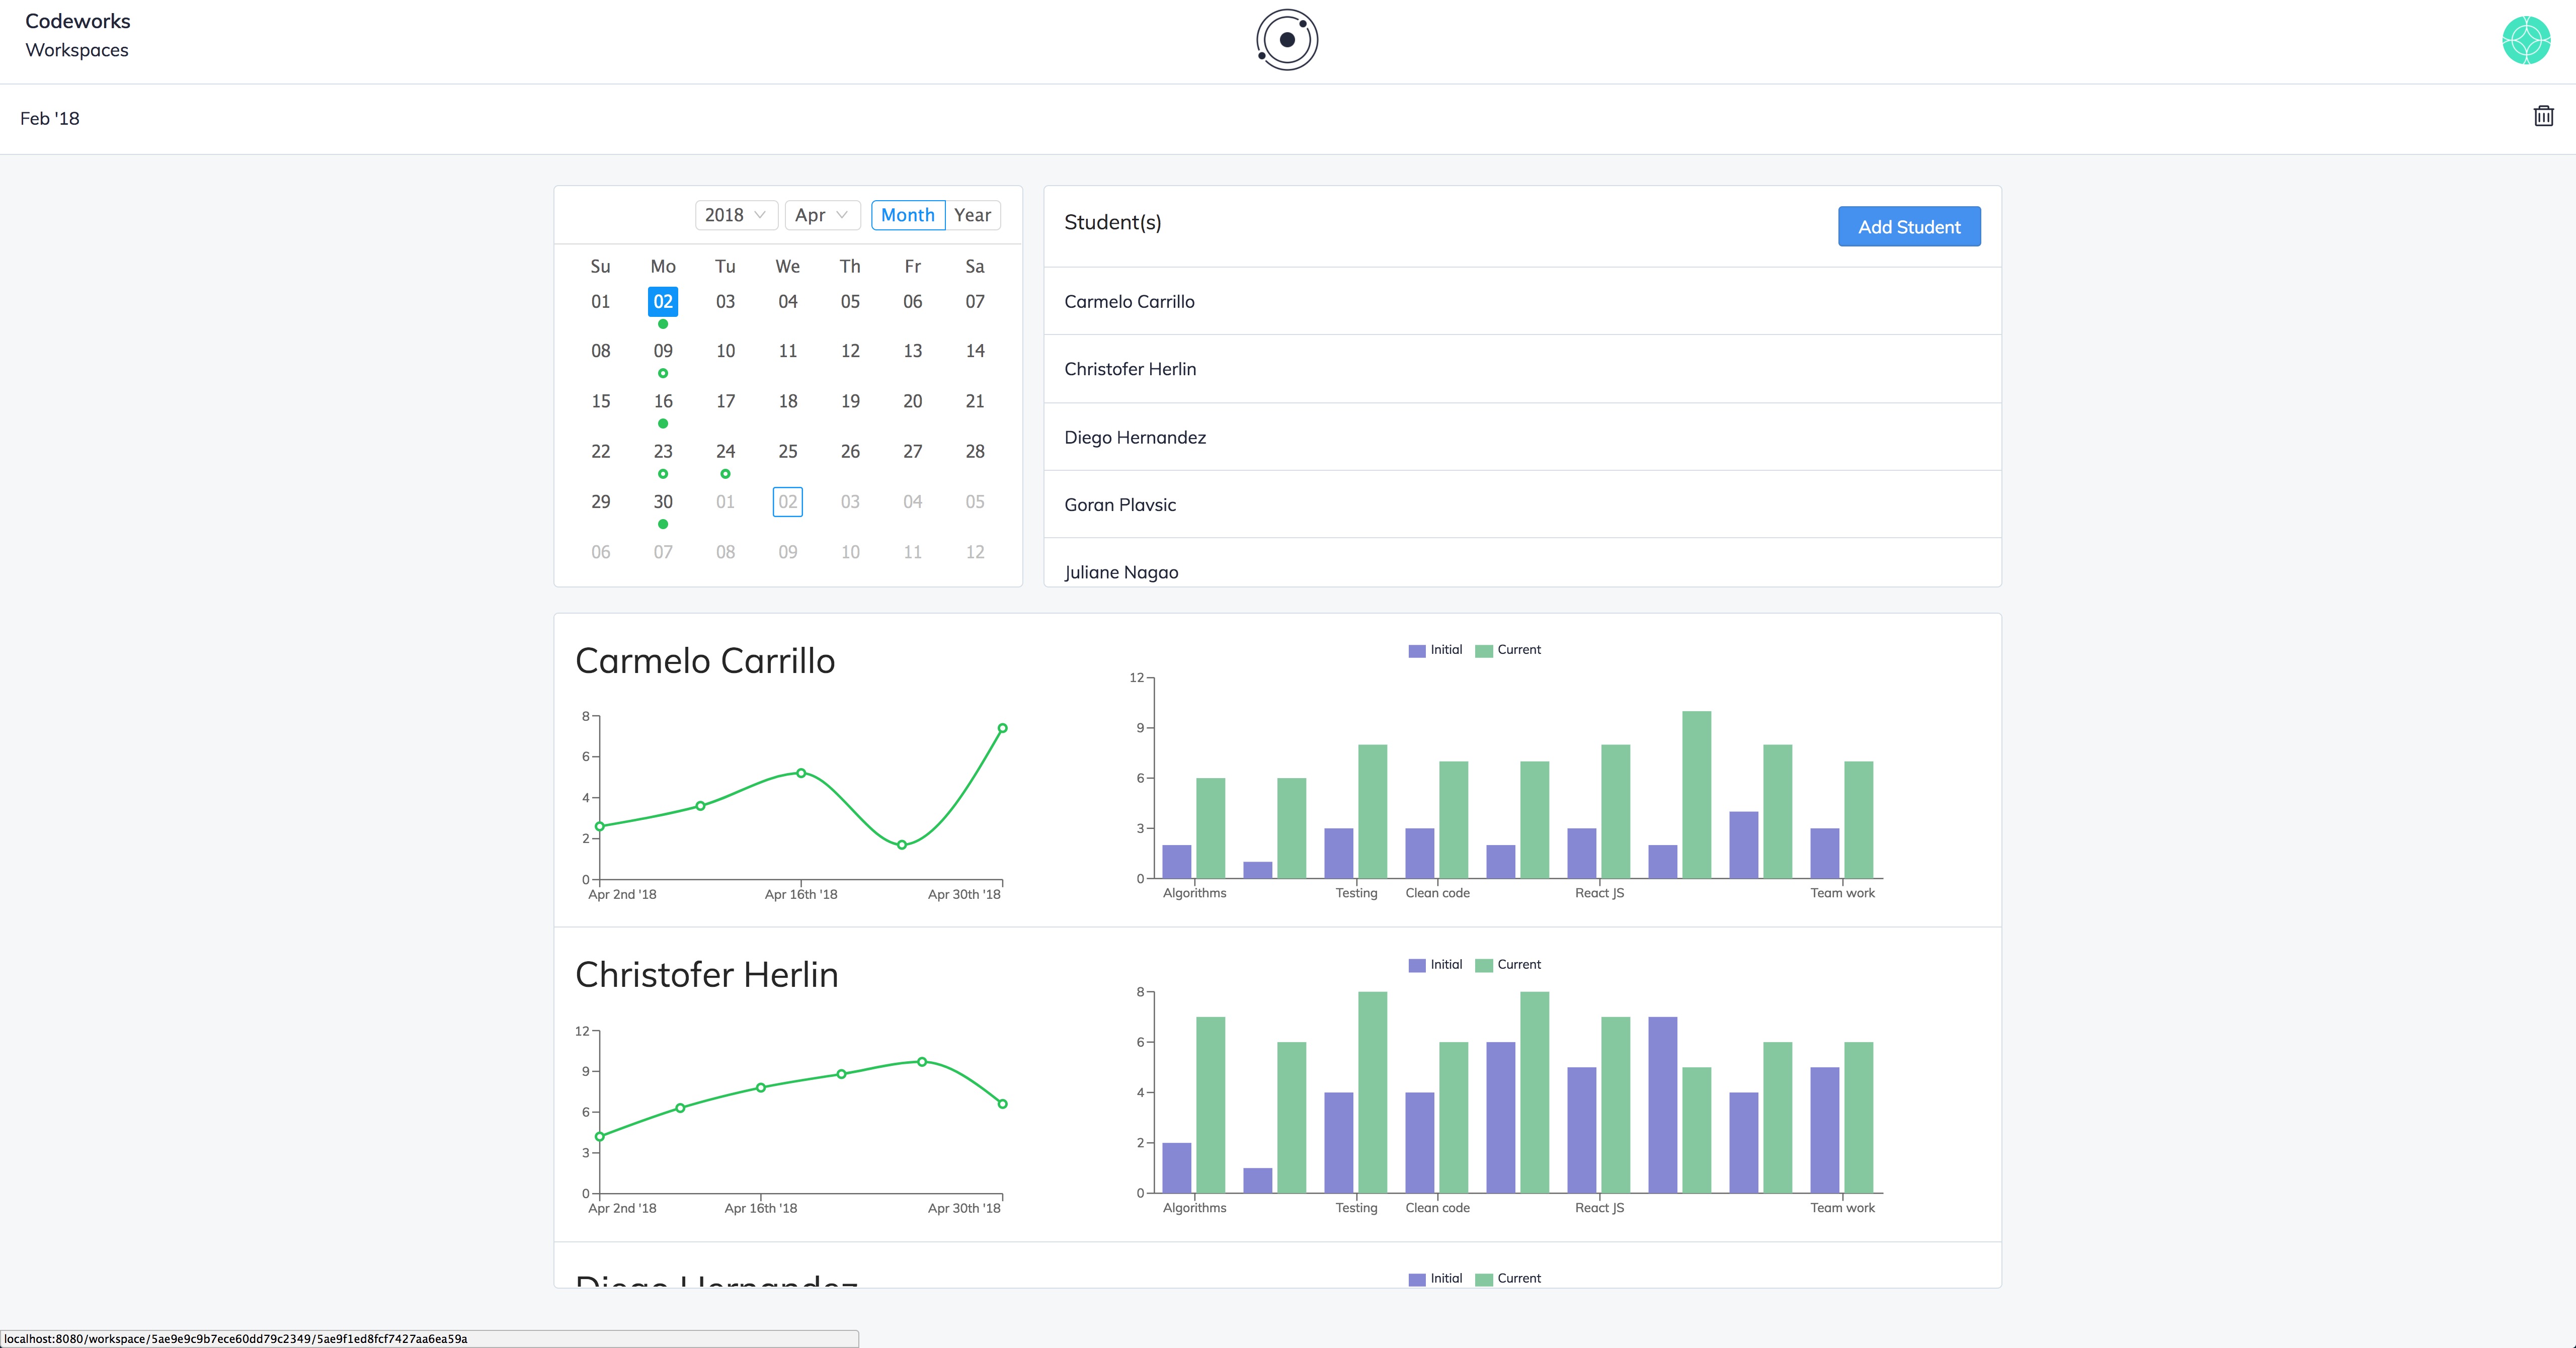 Codeworks
Workspaces
Feb '18
2018 Apr Month Year
Su Mo Tu We Th Fr Sa
01 02 03 04 05 06 07
08 09 10 11 12 13 14
15 16 17 18 19 20 21
22 23 24 25 26 27 28
29 30 01 02 03 04 05
06 07 08 09 10 11 12
Student(s)
Add Student
Carmelo Carrillo
Christofer Herlin
Diego Hernandez
Goran Plavsic
Juliane Nagao
Carmelo Carrillo
8
6
4
2
0
Apr 2nd '18 Apr 16th '18 Apr 30th '18
Initial Current
12
9
6
3
0
Algorithms Testing Clean code React JS Team work
Christofer Herlin
12
9
6
3
0
Apr 2nd '18 Apr 16th '18 Apr 30th '18
Initial Current
8
6
4
2
0
Algorithms Testing Clean code React JS Team work
Diego Hernandez
Initial Current
localhost:8080/workspace/5ae9e9c9b7ece60dd79c2349/5ae9f1ed8fcf7427aa6ea59a